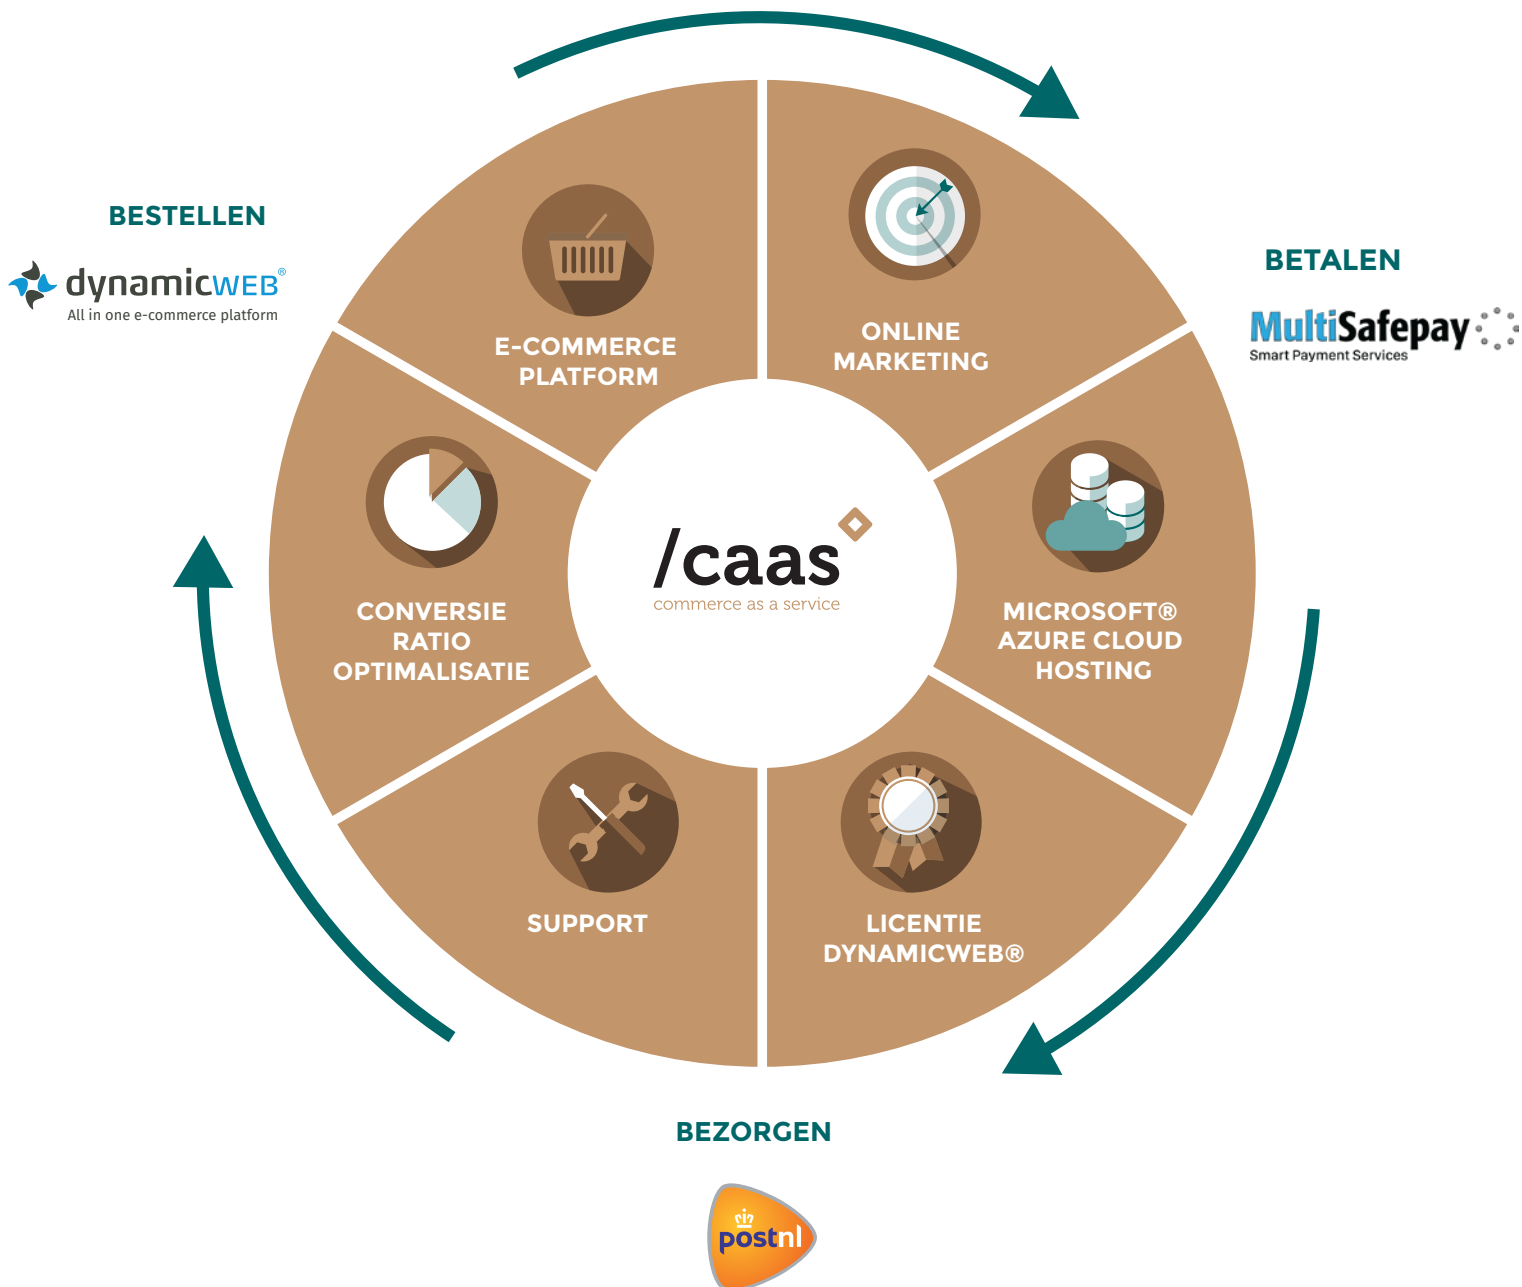 BESTELLEN
dynamicWEB®
All in one e-commerce platform
E-COMMERCE
PLATFORM
ONLINE
MARKETING
BETALEN
MultiSafepay
Smart Payment Services
CONVERSIE
RATIO
OPTIMALISATIE
/caas
commerce as a service
MICROSOFT®
AZURE CLOUD
HOSTING
SUPPORT
LICENTIE
DYNAMICWEB®
BEZORGEN
postnl